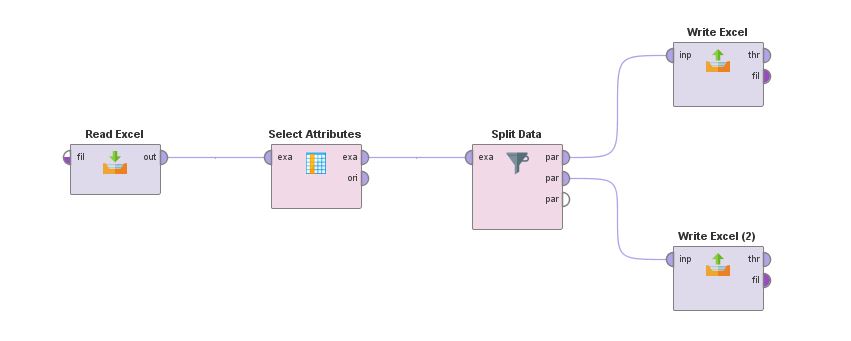 Write Excel
inp thr
fil
Read Excel
fil out
Select Attributes
exa exa
ori
Split Data
exa par
par
par
Write Excel (2)
inp thr
fil